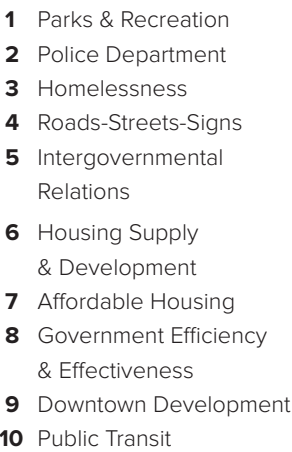 1 Parks & Recreation
2 Police Department
3 Homelessness
4 Roads-Streets-Signs
5 Intergovernmental
Relations
6 Housing Supply
& Development
7 Affordable Housing
8 Government Efficiency
& Effectiveness
9 Downtown Development
10 Public Transit